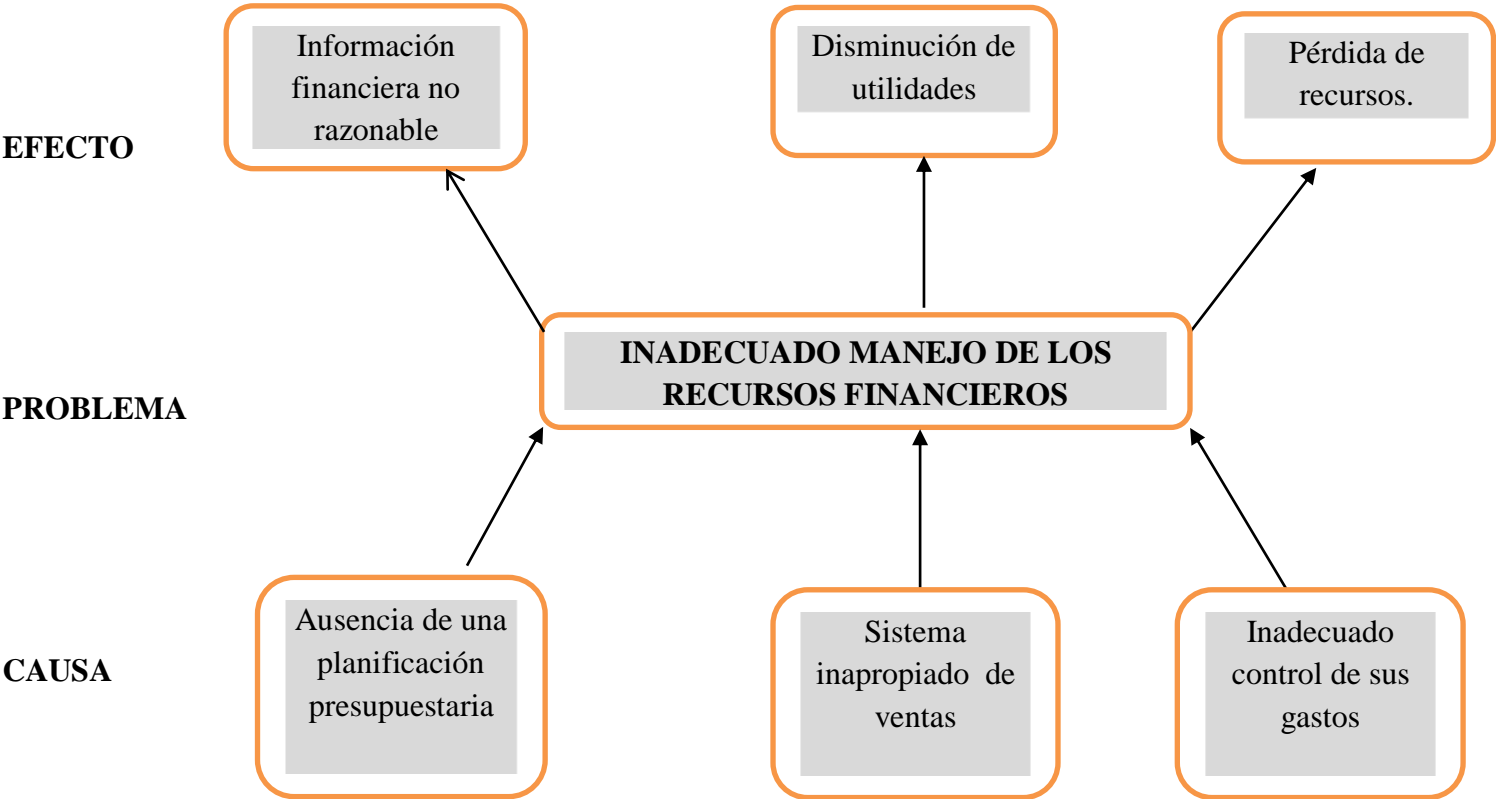 Información
financiera no
razonable
Disminución de
utilidades
Pérdida de
recursos.
EFECTO
INADECUADO MANEJO DE LOS
RECURSOS FINANCIEROS
PROBLEMA
Ausencia de una
planificación
presupuestaria
Sistema
inapropiado de
ventas
Inadecuado
control de sus
gastos
CAUSA